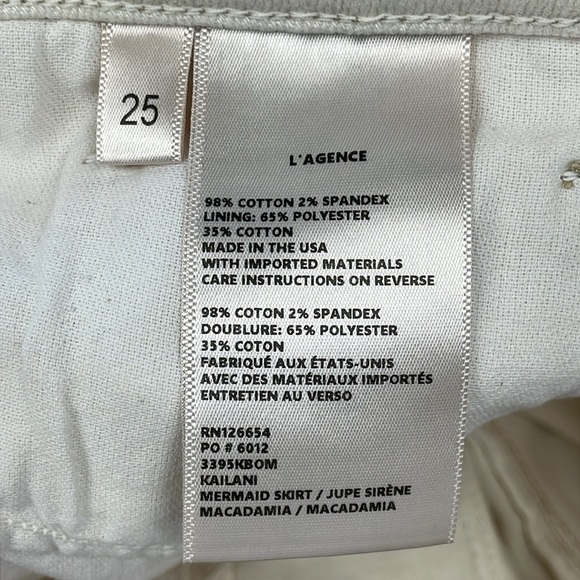 25
L'AGENCE
98% COTTON 2% SPANDEX
LINING: 65% POLYESTER
35% COTTON
MADE IN THE USA
WITH IMPORTED MATERIALS
CARE INSTRUCTIONS ON REVERSE
98% COTON 2% SPANDEX
DOUBLURE: 65% POLYESTER
35% COTON
FABRIQUÉ AUX ÉTATS-UNIS
AVEC DES MATÉRIAUX IMPORTÉS
ENTRETIEN AU VERSO
RN126654
PO # 6012
3395KBOM
KAILANI
MERMAID SKIRT / JUPE SIRÈNE
MACADAMIA / MACADAMIA